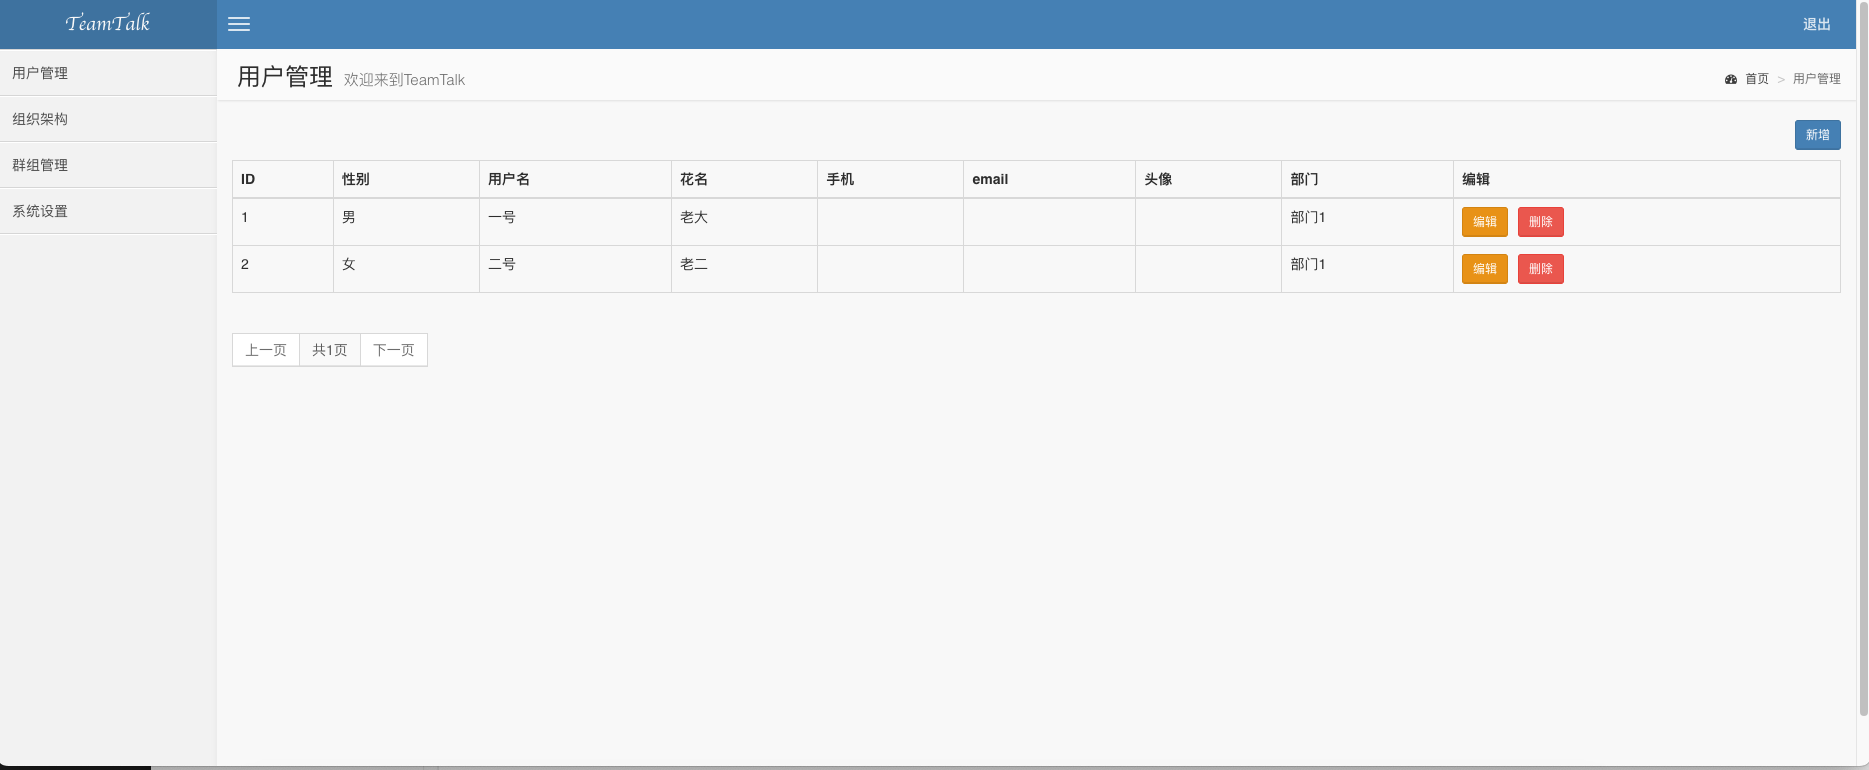 TeamTalk
退出
用户管理
组织架构
群组管理
系统设置
用户管理 欢迎来到TeamTalk
首页 > 用户管理
新增
ID 性别 用户名 花名 手机 email 头像 部门 编辑
1 男 一号 老大 部门1 编辑 删除
2 女 二号 老二 部门1 编辑 删除
上一页 共1页 下一页